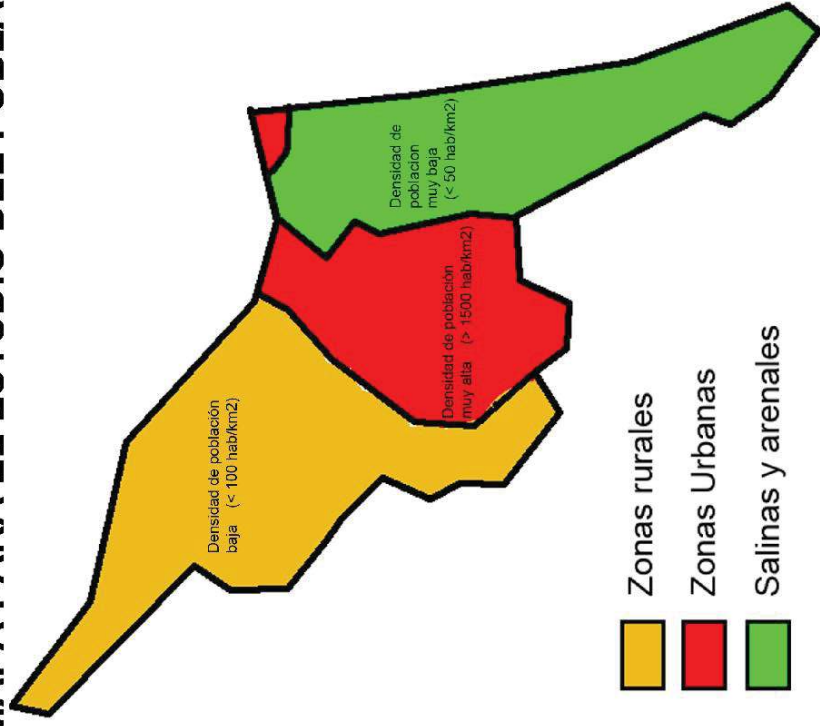 Densidad de población
baja (< 100 hab/km2)
Densidad de población
muy alta (> 1500 hab/km2)
Densidad de
poblacion
muy baja
(< 50 hab/km2)
Zonas rurales
Zonas Urbanas
Salinas y arenales